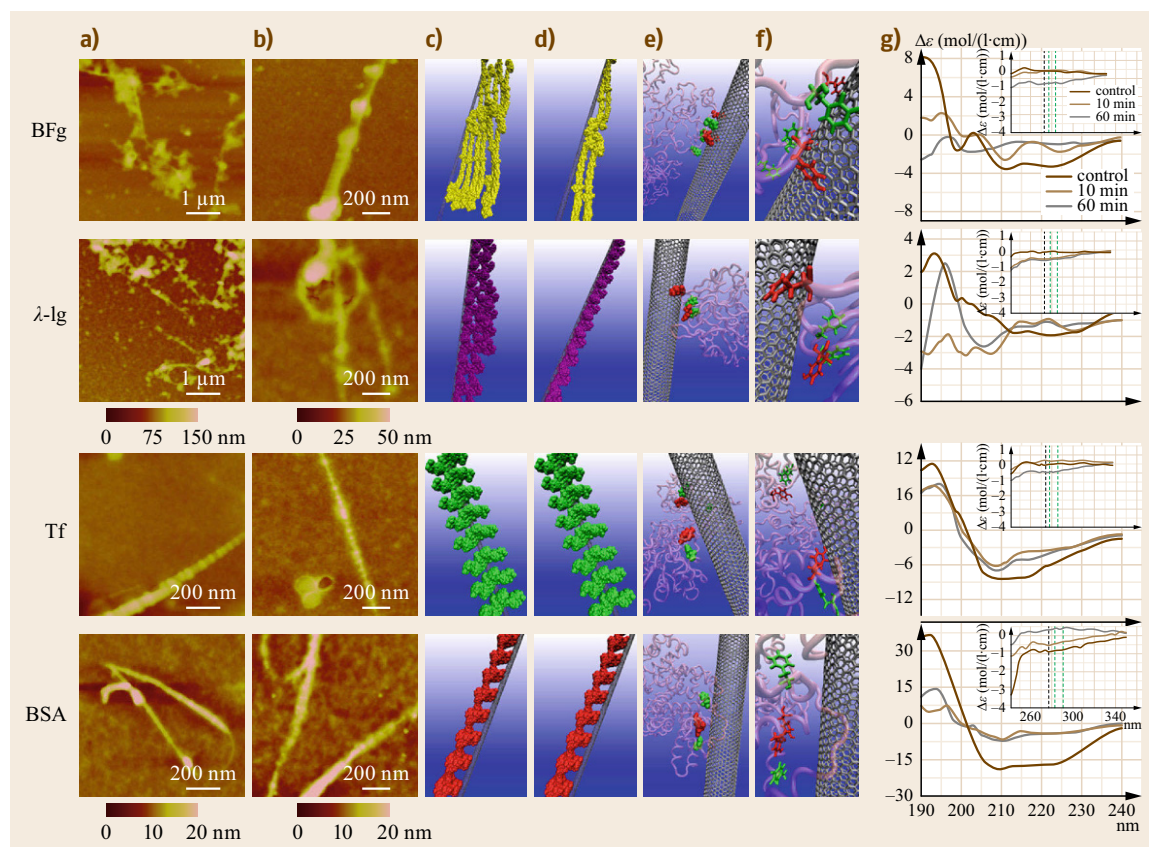 a) b) c) d) e) f) g) Δε (mol/(l·cm))
BFg
1 µm
200 nm
8
4
0
−4
−8
Δε (mol/(l·cm))
1
0
−1
−2
−3
−4
control
10 min
60 min
control
10 min
60 min
λ-lg
1 µm
200 nm
4
2
0
−2
−4
−6
Δε (mol/(l·cm))
1
0
−1
−2
−3
−4
0 75 150 nm
0 25 50 nm
Tf
200 nm
200 nm
12
16
0
−6
−12
Δε (mol/(l·cm))
1
0
−1
−2
−3
−4
BSA
200 nm
200 nm
30
15
0
−15
−30
Δε (mol/(l·cm))
1
0
−1
−2
−3
−4
260 300 340
nm
190 200 210 220 230 240
nm
0 10 20 nm
0 10 20 nm